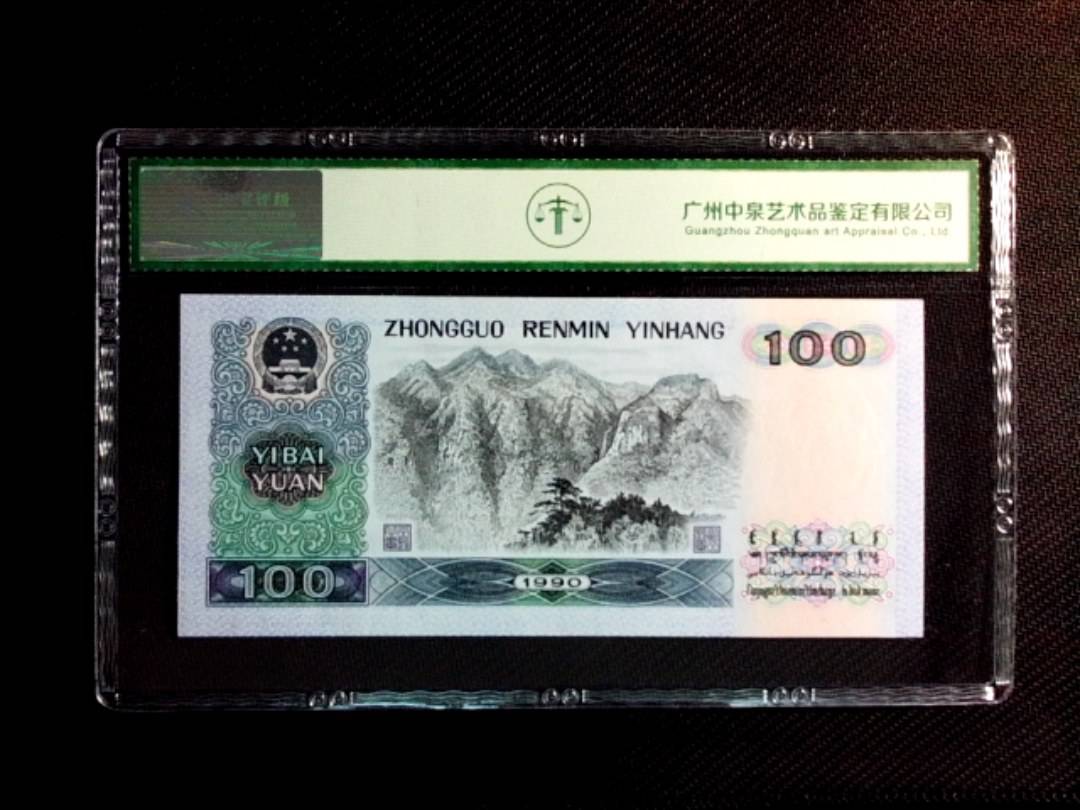 广州中泉艺术品鉴定有限公司
Guangzhou Zhongquan art Appraisal Co., Ltd
ZHONGGUO RENMIN YINHANG
100
YIBAI
YUAN
100
1990